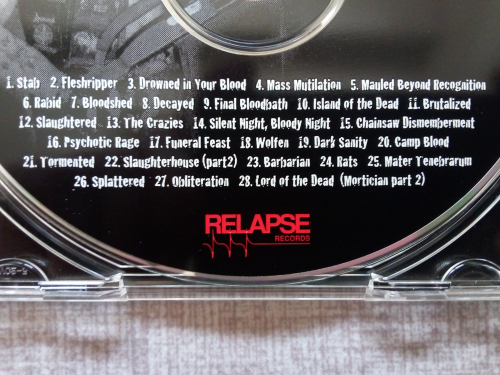 1. Stab 2. Fleshripper 3. Drowned in Your Blood 4. Mass Mutilation 5. Mauled Beyond Recognition
6. Rabid 7. Bloodshed 8. Decayed 9. Final Bloodbath 10. Island of the Dead 11. Brutalized
12. Slaughtered 13. The Crazies 14. Silent Night, Bloody Night 15. Chainsaw Dismemberment
16. Psychotic Rage 17. Funeral Feast 18. Wolfen 19. Dark Sanity 20. Camp Blood
21. Tormented 22. Slaughterhouse (part2) 23. Barbarian 24. Rats 25. Mater Tenebrarum
26. Splattered 27. Obliteration 28. Lord of the Dead (Mortician part 2)
RELAPSE
RECORDS